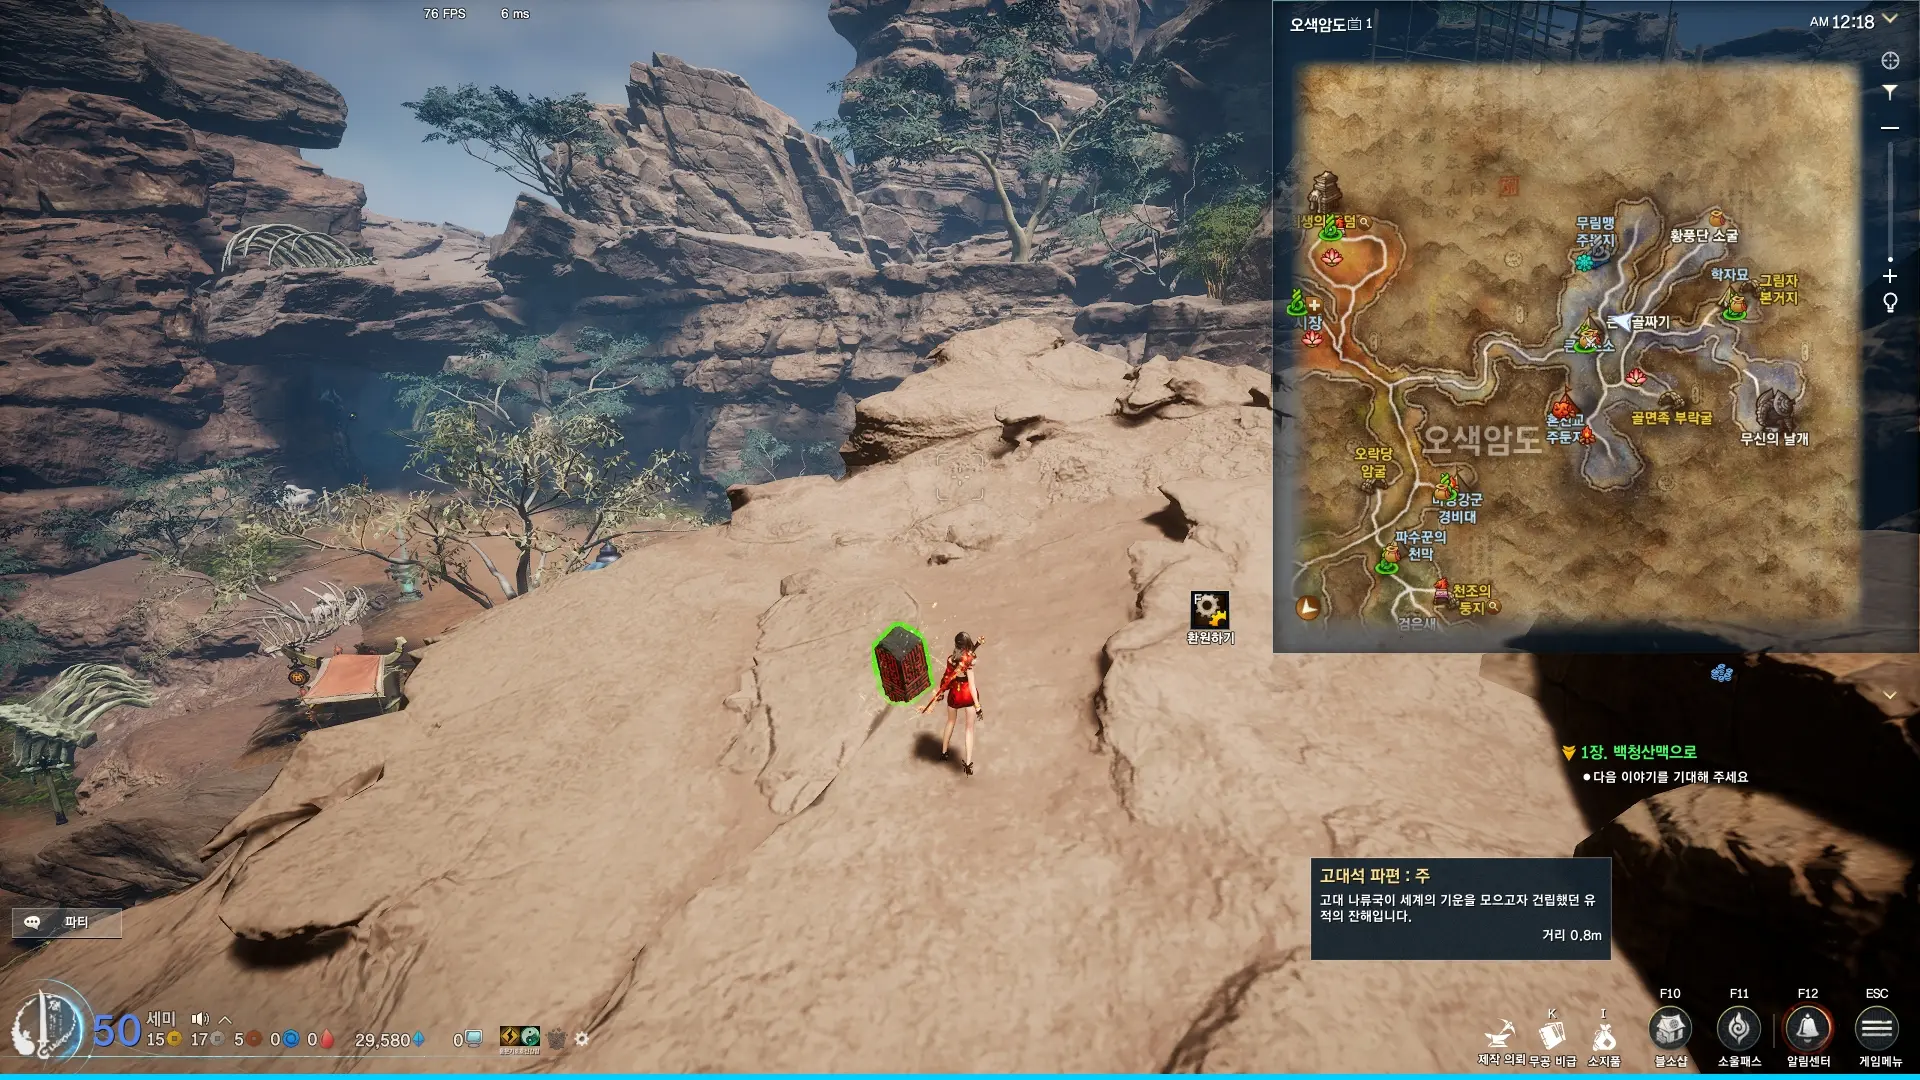 76 FPS 6 ms
오색암도 1
AM 12:18
무림맹
주둔지
황풍단 소굴
학자묘
그림자
본거지
시장
골짜기
주둔지
골면족 부락굴
무신의 날개
오색암도
오락당
암굴
경비대
파수꾼의
천막
천조의
둥지
검은새
F
환원하기
1장. 백청산맥으로
●다음 이야기를 기대해 주세요
고대석 파편 : 주
고대 나류국이 세계의 기운을 모으고자 건립했던 유
적의 잔해입니다.
거리 0.8m
파티
50 세미
15 17 5 0 0 29,580 0
K I F10 F11 F12 ESC
제작 의뢰 무공 비급 소지품 블소샵 소울패스 알림센터 게임메뉴